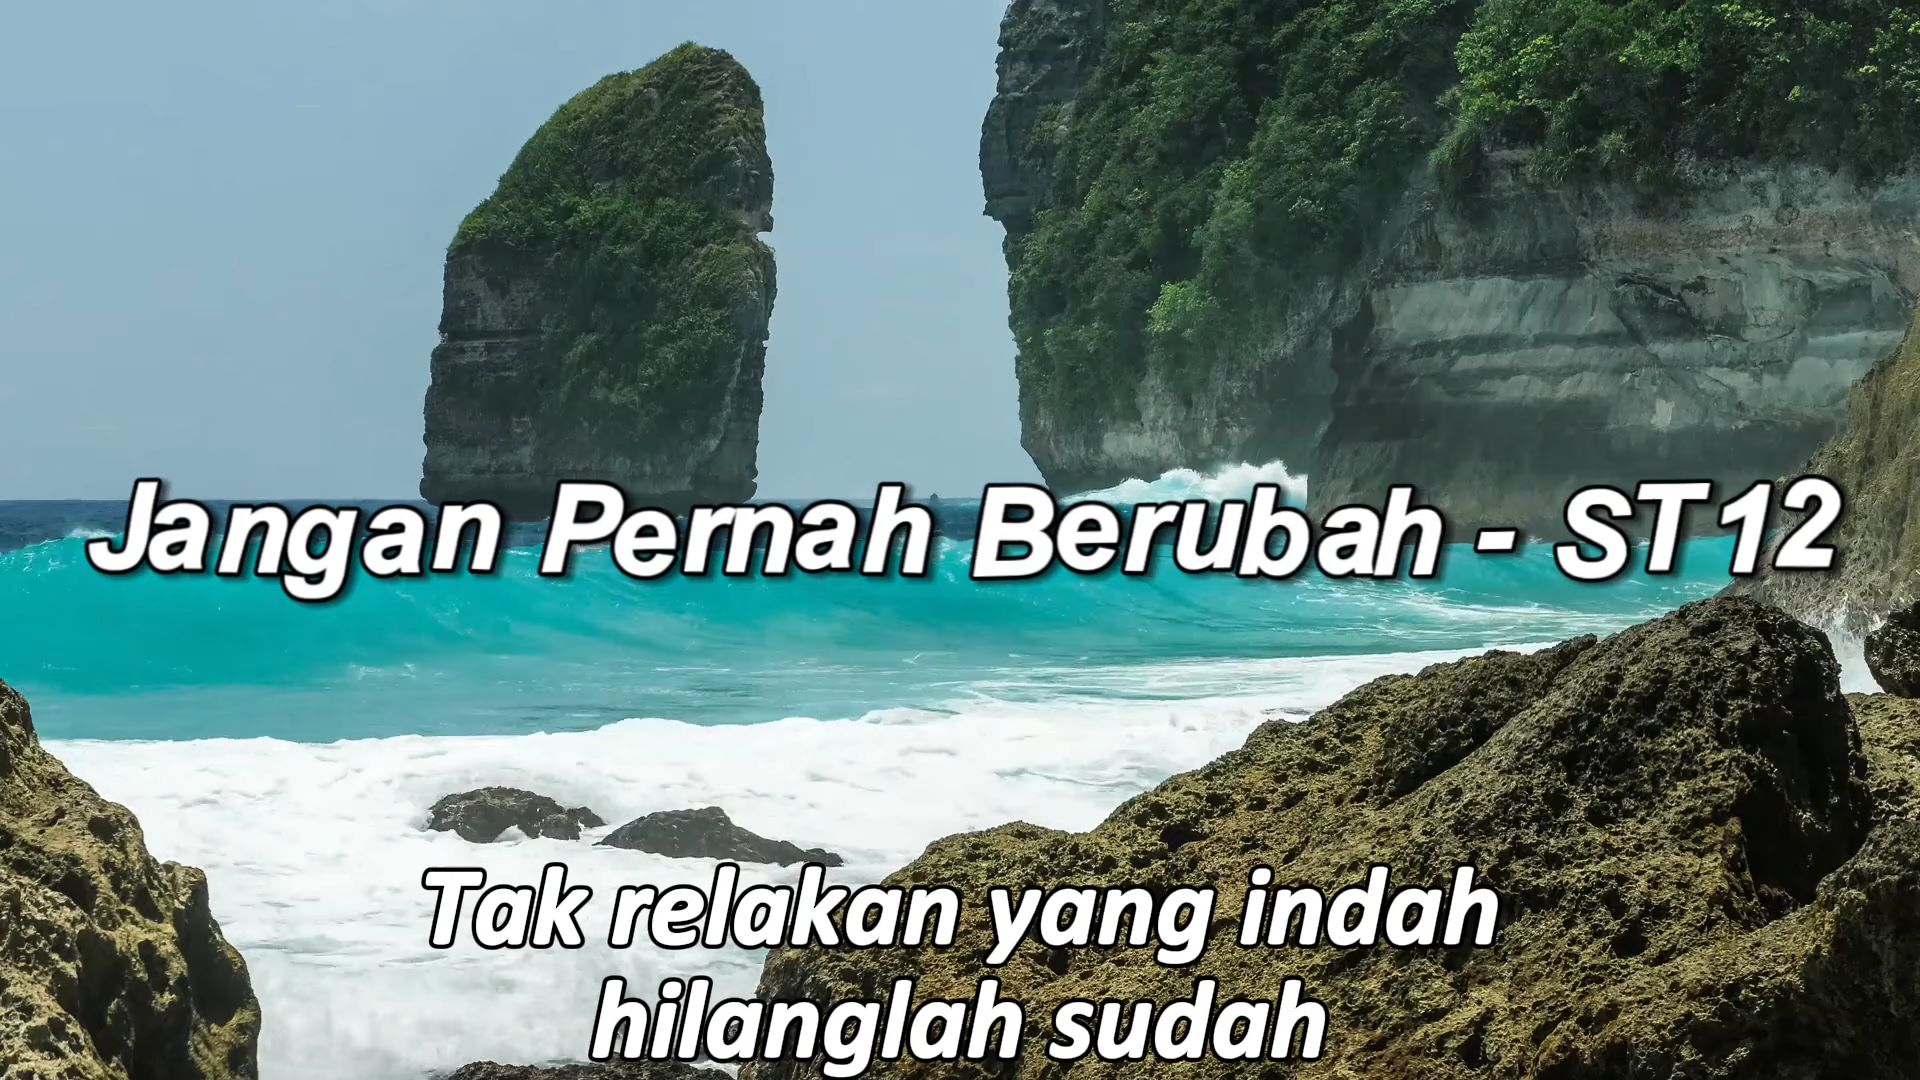 Jangan Pernah Berubah - ST12
Tak relakan yang indah
hilanglah sudah